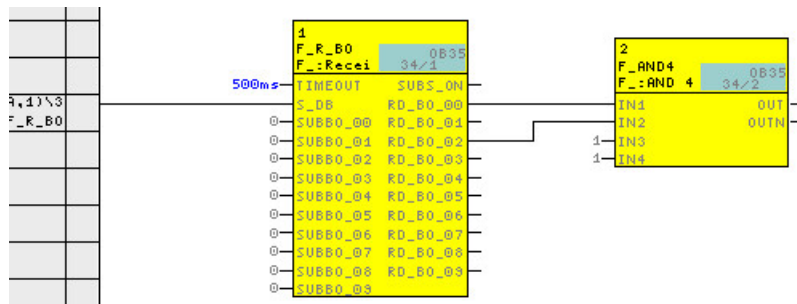 1
F_R_BO
F_:Recei
OB35
34/1
500ms
TIMEOUT SUBS_ON
S_DB RD_BO_00
0 SUBBO_00 RD_BO_01
0 SUBBO_01 RD_BO_02
0 SUBBO_02 RD_BO_03
0 SUBBO_03 RD_BO_04
0 SUBBO_04 RD_BO_05
0 SUBBO_05 RD_BO_06
0 SUBBO_06 RD_BO_07
0 SUBBO_07 RD_BO_08
0 SUBBO_08 RD_BO_09
0 SUBBO_09
,1)\3
F_R_BO
2
F_AND4
F_:AND 4
OB35
34/2
IN1 OUT
IN2 OUTN
1 IN3
1 IN4